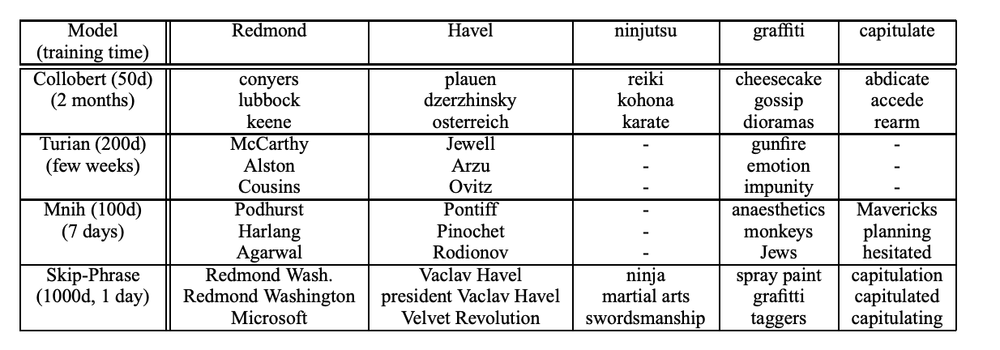 Model Redmond Havel ninjutsu graffiti capitulate
(training time)
Collobert (50d) conyers plauen reiki cheesecake abdicate
(2 months) lubbock dzerzhinsky kohona gossip accede
keene osterreich karate dioramas rearm
Turian (200d) McCarthy Jewell - gunfire -
(few weeks) Alston Arzu - emotion -
Cousins Ovitz - impunity -
Mnih (100d) Podhurst Pontiff - anaesthetics Mavericks
(7 days) Harlang Pinochet - monkeys planning
Agarwal Rodionov - Jews hesitated
Skip-Phrase Redmond Wash. Vaclav Havel ninja spray paint capitulation
(1000d, 1 day) Redmond Washington president Vaclav Havel martial arts grafitti capitulated
Microsoft Velvet Revolution swordsmanship taggers capitulating